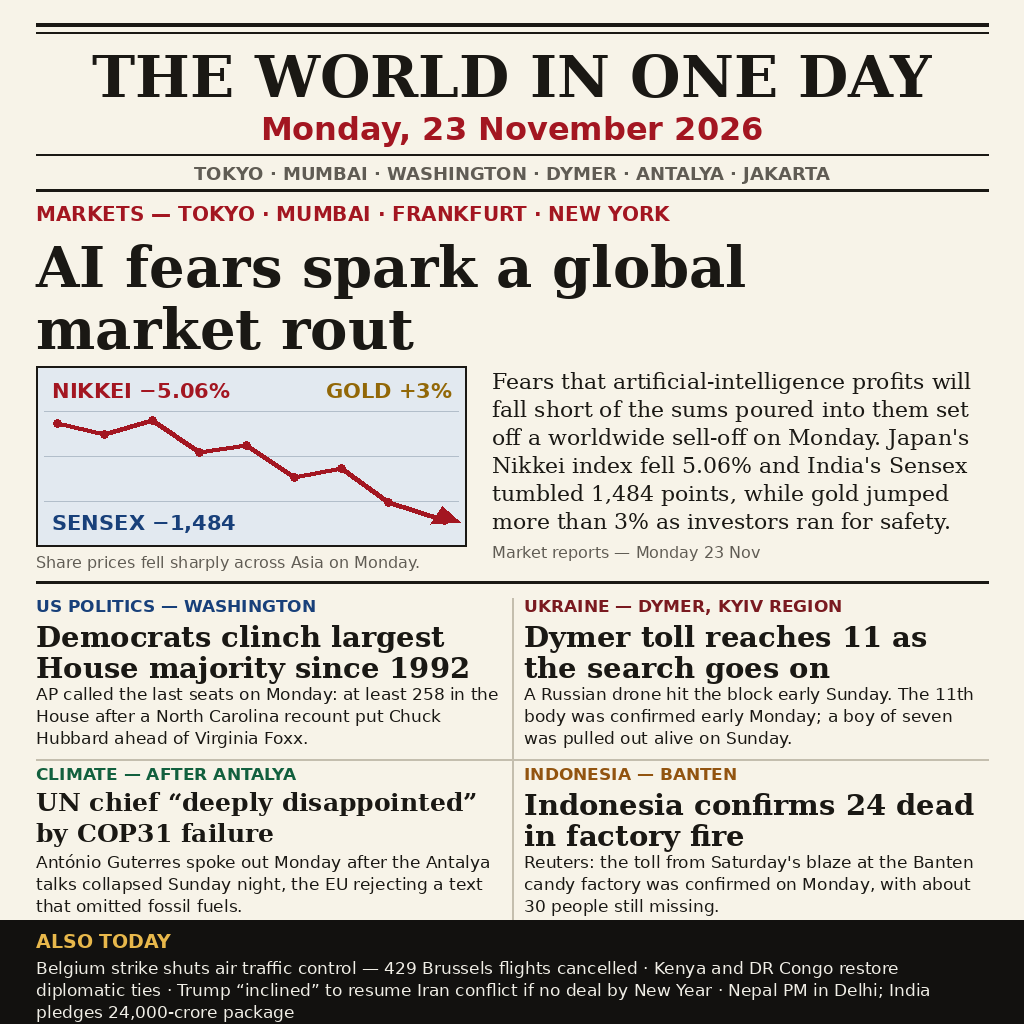 THE WORLD IN ONE DAY
Monday, 23 November 2026
TOKYO · MUMBAI · WASHINGTON · DYMER · ANTALYA · JAKARTA
MARKETS — TOKYO · MUMBAI · FRANKFURT · NEW YORK
AI fears spark a global
market rout
NIKKEI −5.06%
GOLD +3%
SENSEX −1,484
Share prices fell sharply across Asia on Monday.
Fears that artificial-intelligence profits will
fall short of the sums poured into them set
off a worldwide sell-off on Monday. Japan's
Nikkei index fell 5.06% and India's Sensex
tumbled 1,484 points, while gold jumped
more than 3% as investors ran for safety.
Market reports — Monday 23 Nov
US POLITICS — WASHINGTON
Democrats clinch largest
House majority since 1992
AP called the last seats on Monday: at least 258 in the
House after a North Carolina recount put Chuck
Hubbard ahead of Virginia Foxx.
UKRAINE — DYMER, KYIV REGION
Dymer toll reaches 11 as
the search goes on
A Russian drone hit the block early Sunday. The 11th
body was confirmed early Monday; a boy of seven
was pulled out alive on Sunday.
CLIMATE — AFTER ANTALYA
UN chief “deeply disappointed”
by COP31 failure
António Guterres spoke out Monday after the Antalya
talks collapsed Sunday night, the EU rejecting a text
that omitted fossil fuels.
INDONESIA — BANTEN
Indonesia confirms 24 dead
in factory fire
Reuters: the toll from Saturday's blaze at the Banten
candy factory was confirmed on Monday, with about
30 people still missing.
ALSO TODAY
Belgium strike shuts air traffic control — 429 Brussels flights cancelled · Kenya and DR Congo restore
diplomatic ties · Trump “inclined” to resume Iran conflict if no deal by New Year · Nepal PM in Delhi; India
pledges 24,000-crore package